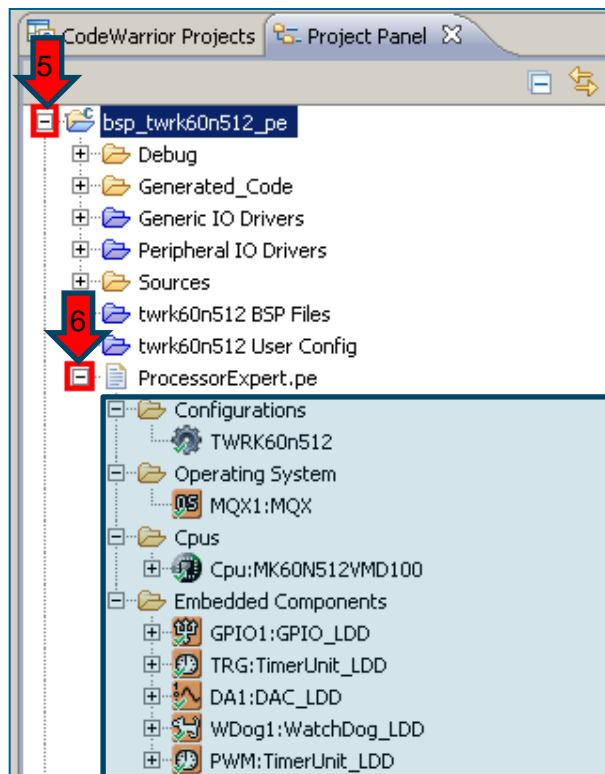 CodeWarrior Projects Project Panel
5
bsp_twrk60n512_pe
Debug
Generated_Code
Generic IO Drivers
Peripheral IO Drivers
Sources
6
twrk60n512 BSP Files
twrk60n512 User Config
ProcessorExpert.pe
Configurations
TWRK60n512
Operating System
OS MQX1:MQX
Cpus
Cpu:MK60N512VMD100
Embedded Components
GPIO1:GPIO_LDD
TRG:TimerUnit_LDD
DA1:DAC_LDD
WDog1:WatchDog_LDD
PWM:TimerUnit_LDD